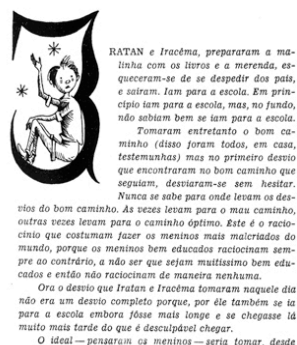 IRATAN e Iracêma, prepararam a ma-
linha com os livros e a merenda, es-
queceram-se de se despedir dos pais,
e saíram. Iam para a escola. Em prin-
cípio iam para a escola, mas, no fundo,
não sabiam bem se iam para a escola.
Tomaram entretanto o bom ca-
minho (disso foram todos, em casa,
testemunhas) mas no primeiro desvio
que encontraram no bom caminho que
seguiam, desviaram-se sem hesitar.
Nunca se sabe para onde levam os des-
vios do bom caminho. As vezes levam para o mau caminho,
outras vezes levam para o caminho óptimo. Este é o racio-
cínio que costumam fazer os meninos mais malcriados do
mundo, porque os meninos bem educados raciocinam sem-
pre ao contrário, a não ser que sejam muitíssimo bem edu-
cados e então não raciocinam de maneira nenhuma.
Ora o desvio que Iratan e Iracêma tomaram naquele dia
não era um desvio completo porque, por êle também se ia
para a escola embora fôsse mais longe e se chegasse lá
muito mais tarde do que é desculpável chegar.
O ideal — pensaram os meninos — seria tomar, desde